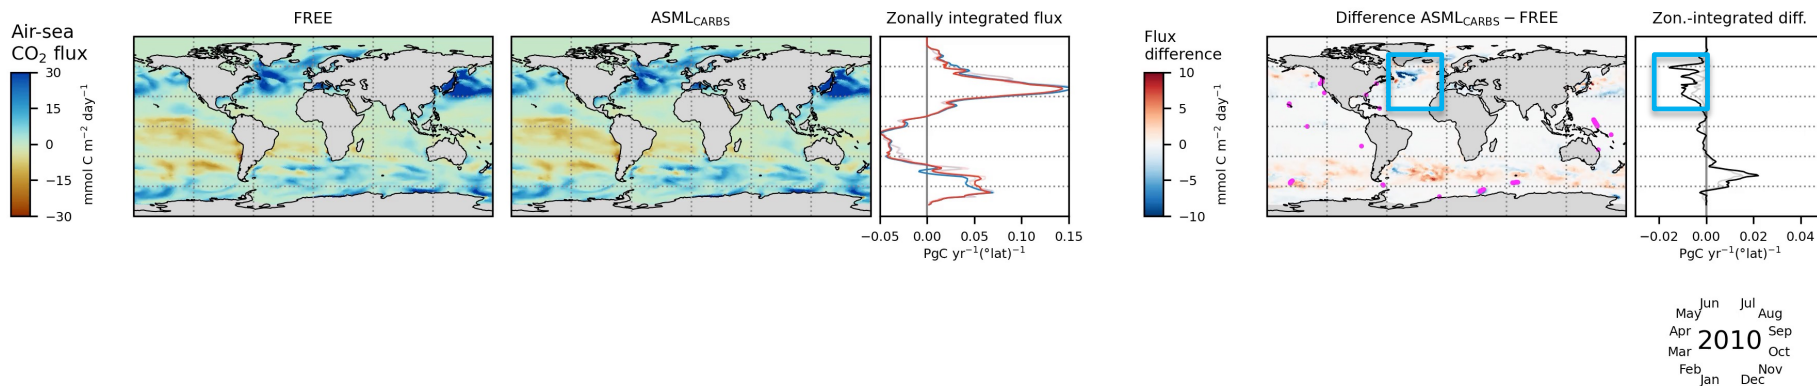 FREE
ASML_CARBS
Zonally integrated flux
Difference ASML_CARBS − FREE
Zon.-integrated diff.
Air-sea
CO₂ flux
30
15
0
−15
−30
mmol C m⁻² day⁻¹
−0.05 0.00 0.05 0.10 0.15
PgC yr⁻¹(°lat)⁻¹
Flux
difference
10
5
0
−5
−10
mmol C m⁻² day⁻¹
−0.02 0.00 0.02 0.04
PgC yr⁻¹(°lat)⁻¹
Jun Jul
May Aug
Apr 2010 Sep
Mar Oct
Feb Nov
Jan Dec